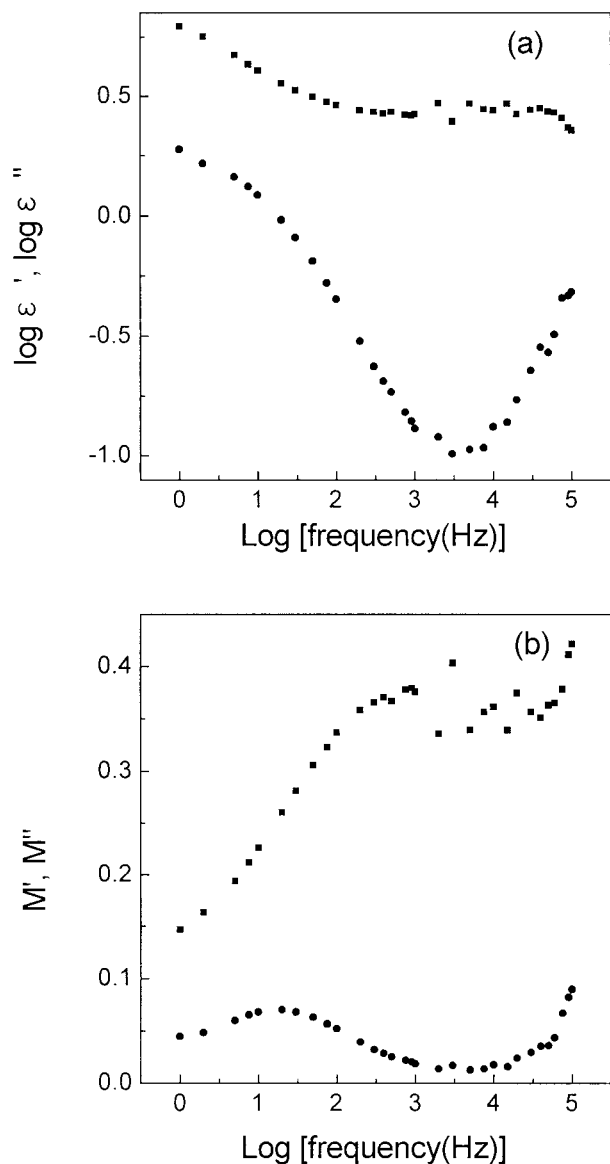 (a)
0.5
0.0
-0.5
-1.0
log ε ', log ε "
0 1 2 3 4 5
Log [frequency(Hz)]
(b)
0.4
0.3
0.2
0.1
0.0
M', M"
0 1 2 3 4 5
Log [frequency(Hz)]